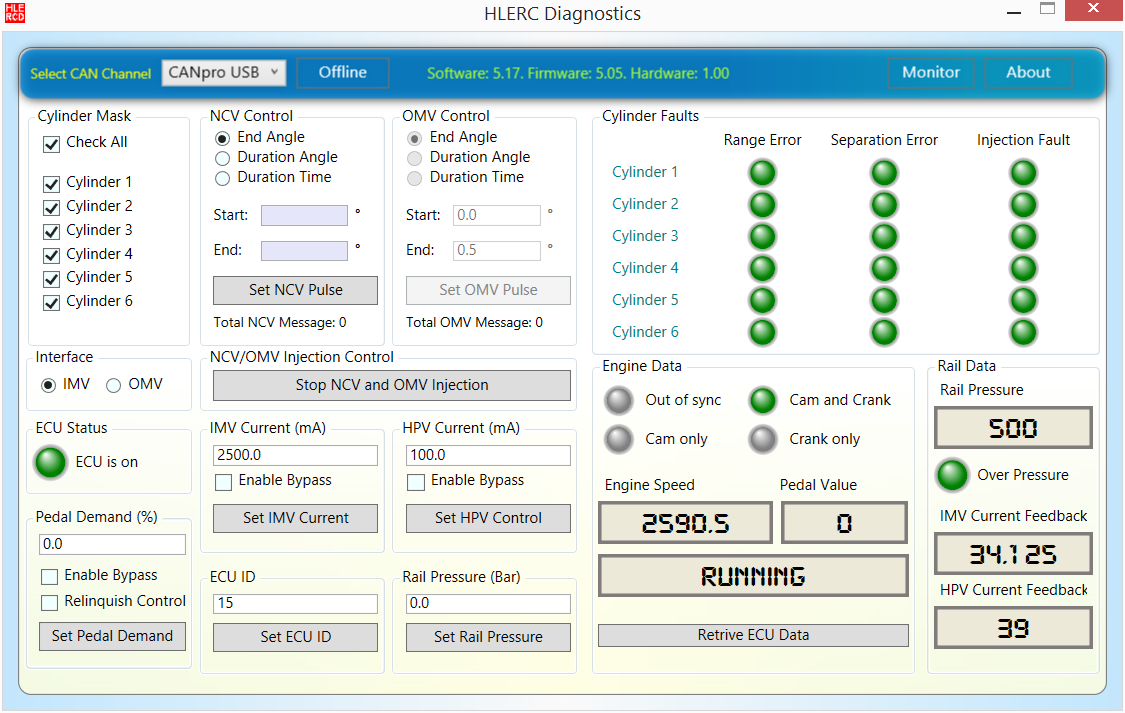 HLE
RCD
HLERC Diagnostics
Select CAN Channel
CANpro USB
Offline
Software: 5.17. Firmware: 5.05. Hardware: 1.00
Monitor
About
Cylinder Mask
Check All
Cylinder 1
Cylinder 2
Cylinder 3
Cylinder 4
Cylinder 5
Cylinder 6
NCV Control
End Angle
Duration Angle
Duration Time
Start: °
End: °
Set NCV Pulse
Total NCV Message: 0
OMV Control
End Angle
Duration Angle
Duration Time
Start: 0.0 °
End: 0.5 °
Set OMV Pulse
Total OMV Message: 0
Cylinder Faults
Range Error Separation Error Injection Fault
Cylinder 1
Cylinder 2
Cylinder 3
Cylinder 4
Cylinder 5
Cylinder 6
Interface
IMV OMV
NCV/OMV Injection Control
Stop NCV and OMV Injection
ECU Status
ECU is on
IMV Current (mA)
2500.0
Enable Bypass
Set IMV Current
HPV Current (mA)
100.0
Enable Bypass
Set HPV Control
Pedal Demand (%)
0.0
Enable Bypass
Relinquish Control
Set Pedal Demand
ECU ID
15
Set ECU ID
Rail Pressure (Bar)
0.0
Set Rail Pressure
Engine Data
Out of sync Cam and Crank
Cam only Crank only
Engine Speed Pedal Value
2590.5 0
RUNNING
Retrive ECU Data
Rail Data
Rail Pressure
500
Over Pressure
IMV Current Feedback
34.125
HPV Current Feedback
39